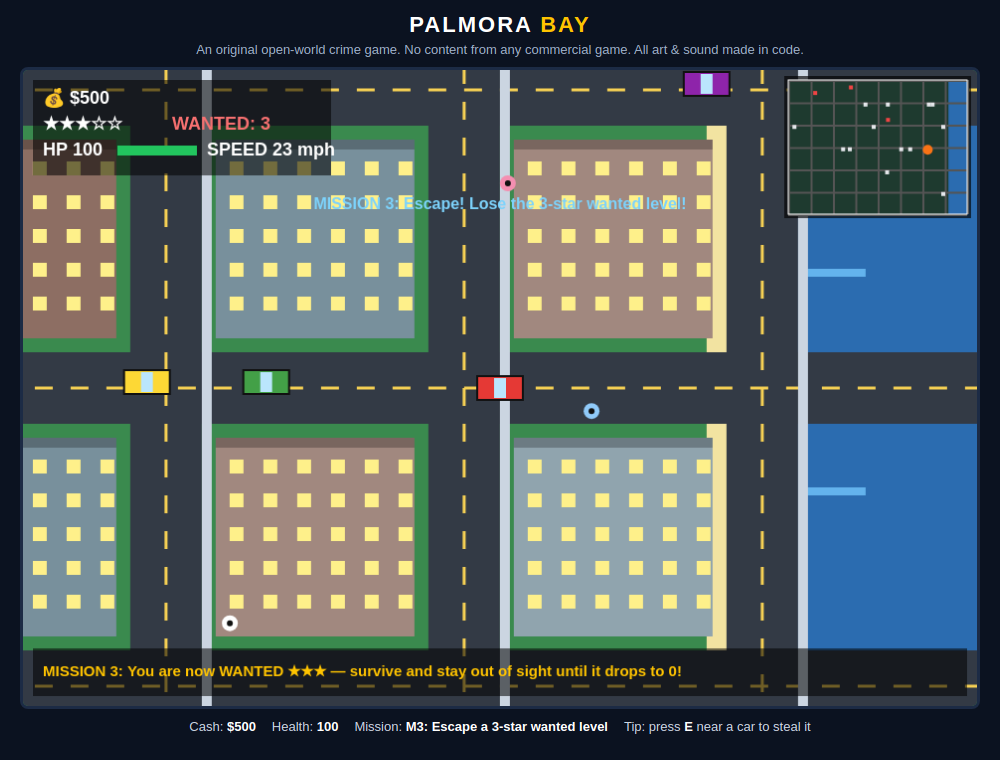 PALMORA BAY
An original open-world crime game. No content from any commercial game. All art & sound made in code.
💰 $500
★★★☆☆ WANTED: 3
HP 100 SPEED 23 mph
MISSION 3: Escape! Lose the 3-star wanted level!
MISSION 3: You are now WANTED ★★★ — survive and stay out of sight until it drops to 0!
Cash: $500 Health: 100 Mission: M3: Escape a 3-star wanted level Tip: press E near a car to steal it